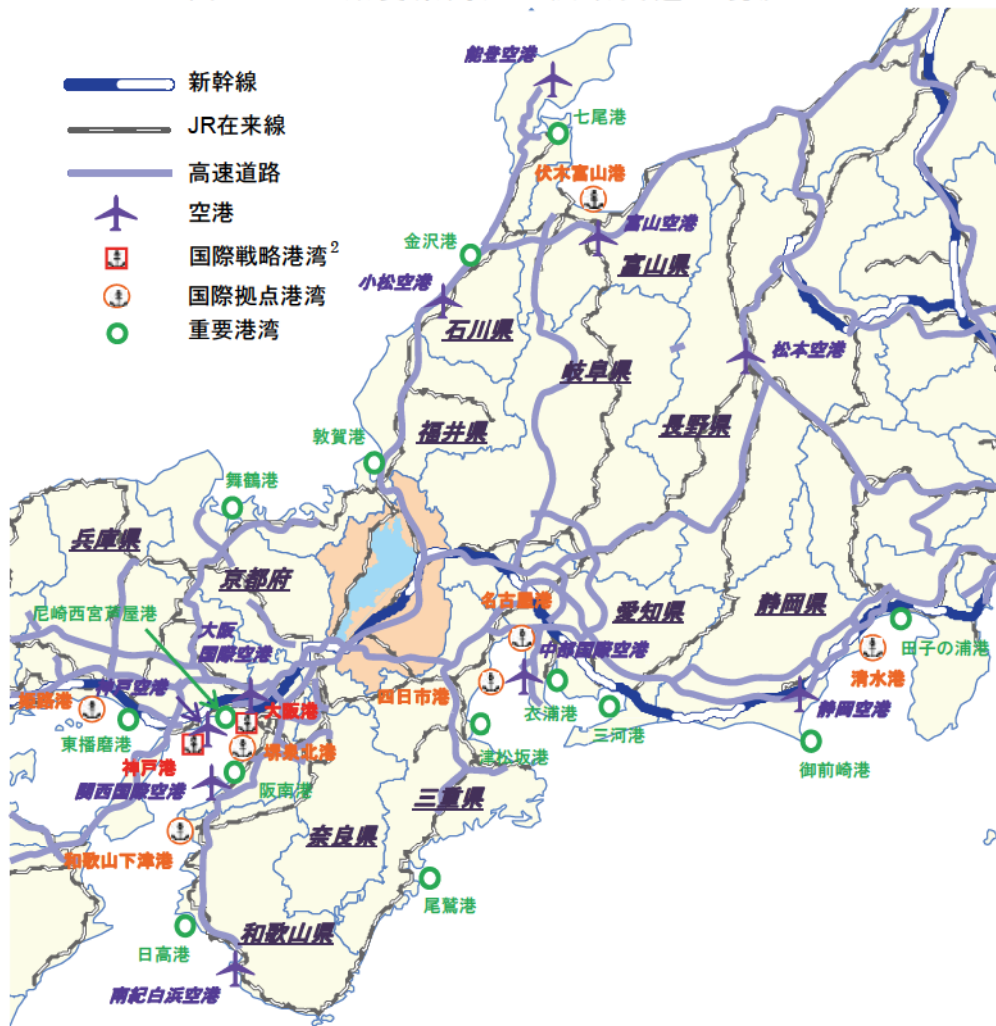 新幹線
JR在来線
高速道路
空港
国際戦略港湾2
国際拠点港湾
重要港湾
能登空港
七尾港
伏木富山港
富山空港
金沢港
富山県
小松空港
石川県
岐阜県
松本空港
福井県
長野県
敦賀港
舞鶴港
兵庫県
京都府
尼崎西宮芦屋港
大阪
国際空港
名古屋港
愛知県
静岡県
中部国際空港
田子の浦港
神戸空港
姫路港
四日市港
清水港
大阪港
衣浦港
静岡空港
東播磨港
三河港
津松坂港
堺泉北港
神戸港
御前崎港
関西国際空港
阪南港
三重県
奈良県
和歌山下津港
尾鷲港
和歌山県
日高港
南紀白浜空港